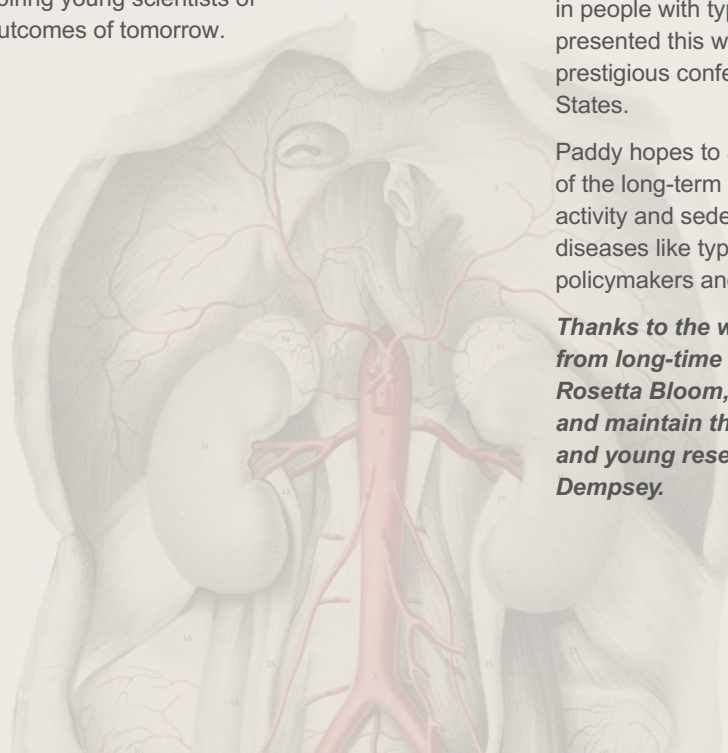 piring young scientists of
utcomes of tomorrow.
in people with typ
presented this w
prestigious confe
States.
Paddy hopes to
of the long-term
activity and sede
diseases like typ
policymakers an
Thanks to the w
from long-time
Rosetta Bloom,
and maintain th
and young rese
Dempsey.